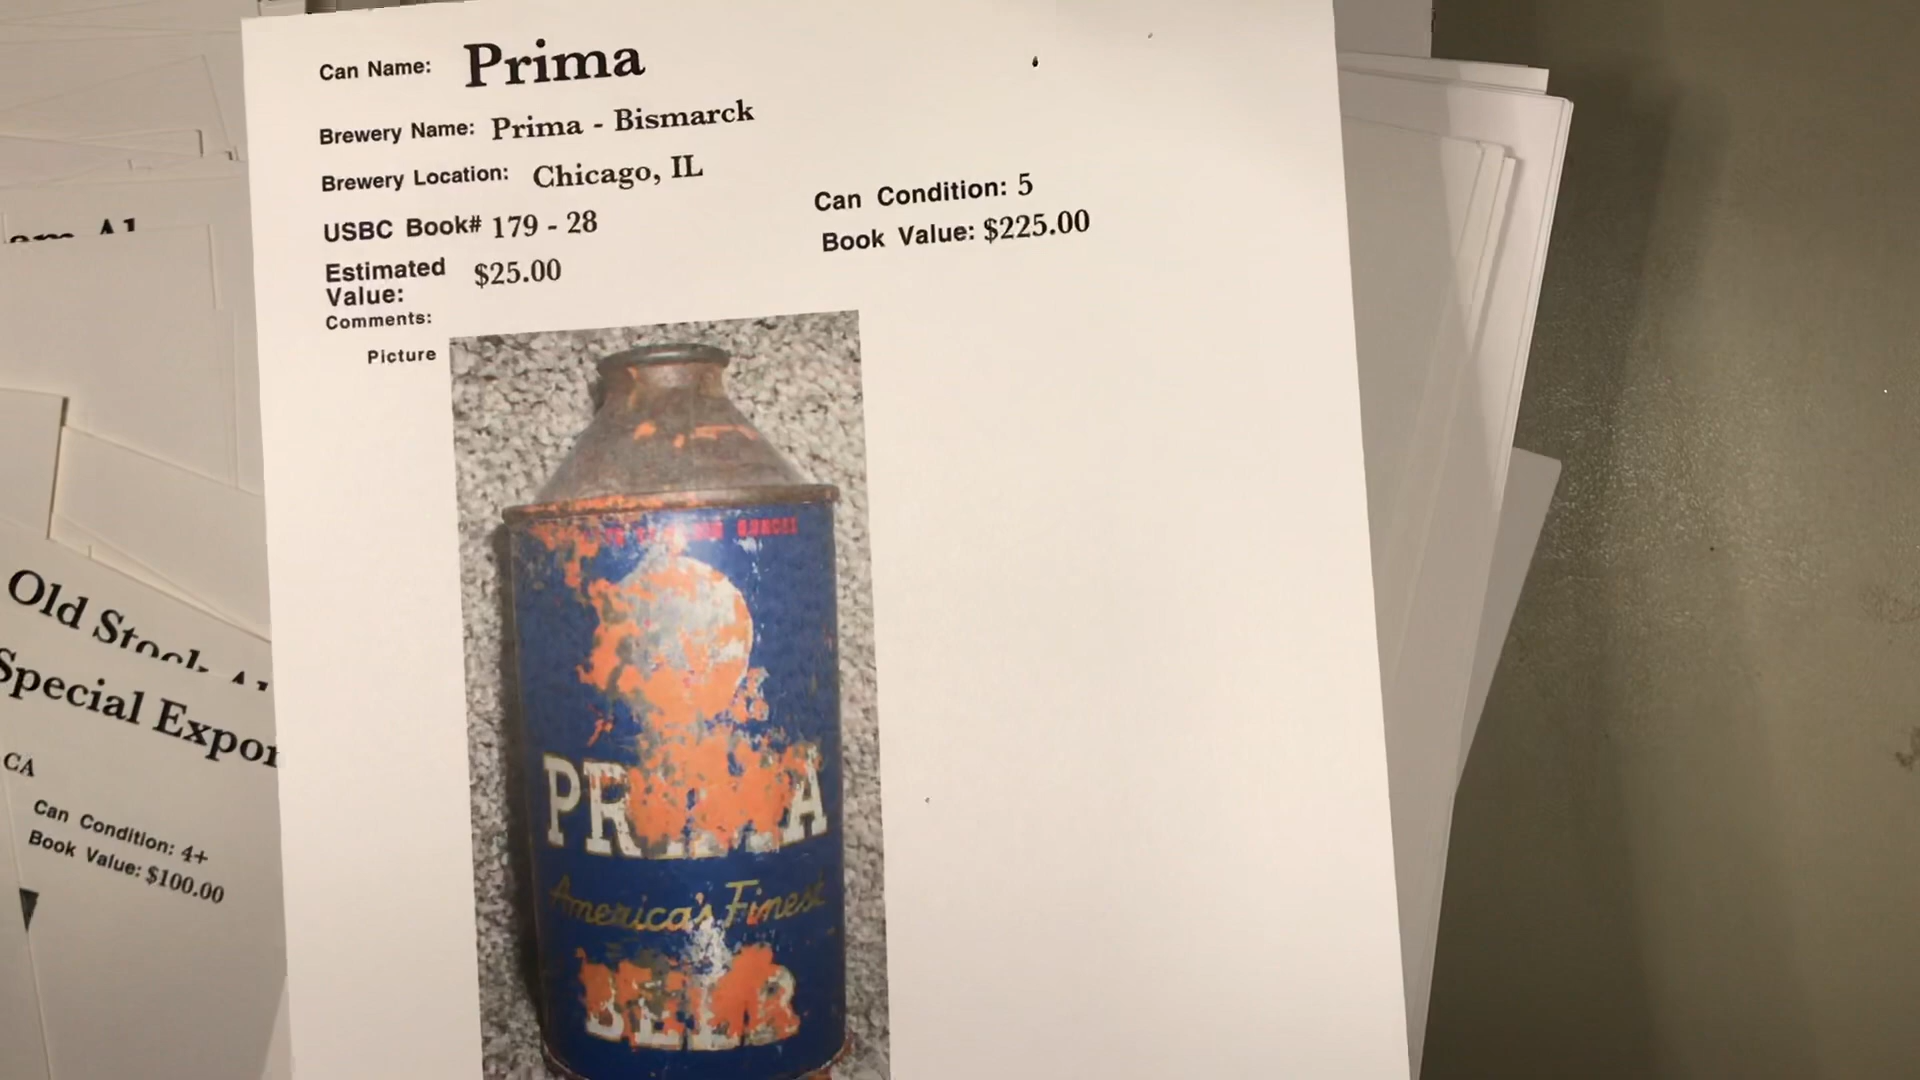 Can Name: Prima
Brewery Name: Prima - Bismarck
Brewery Location: Chicago, IL
USBC Book# 179 - 28
Estimated Value: $25.00
Can Condition: 5
Book Value: $225.00
Comments:
Picture
OUNCES
PRIMA
America's Finest
BEER
Old Stock
Special Expor
CA
Can Condition: 4+
Book Value: $100.00